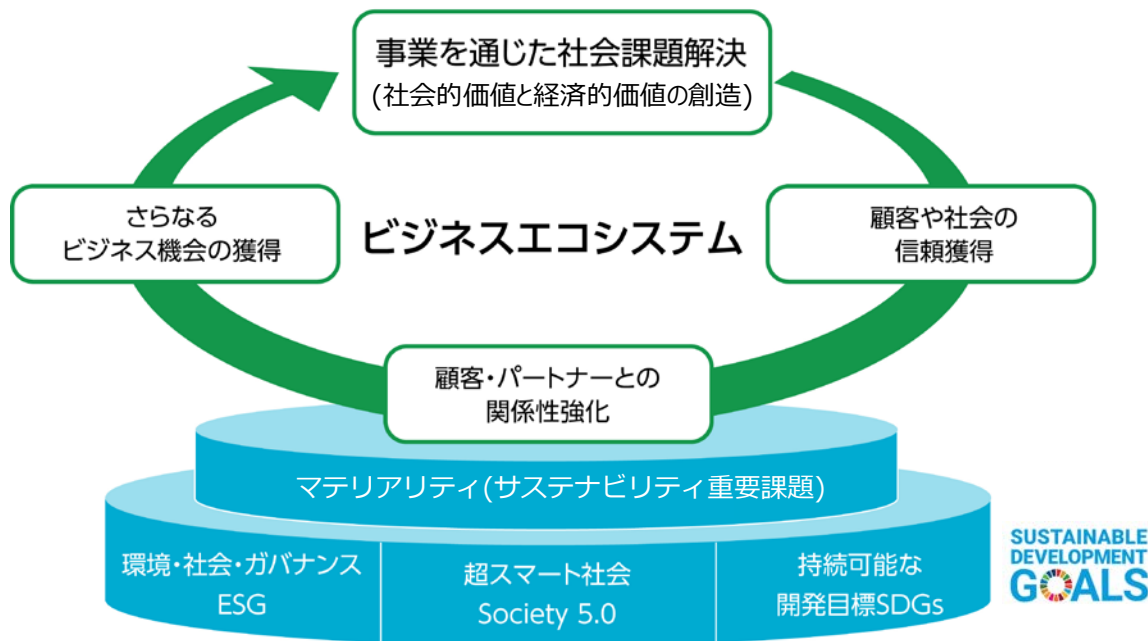 事業を通じた社会課題解決
(社会的価値と経済的価値の創造)
さらなる
ビジネス機会の獲得
ビジネスエコシステム
顧客や社会の
信頼獲得
顧客・パートナーとの
関係性強化
マテリアリティ(サステナビリティ重要課題)
環境・社会・ガバナンス
ESG
超スマート社会
Society 5.0
持続可能な
開発目標SDGs
SUSTAINABLE
DEVELOPMENT
GOALS